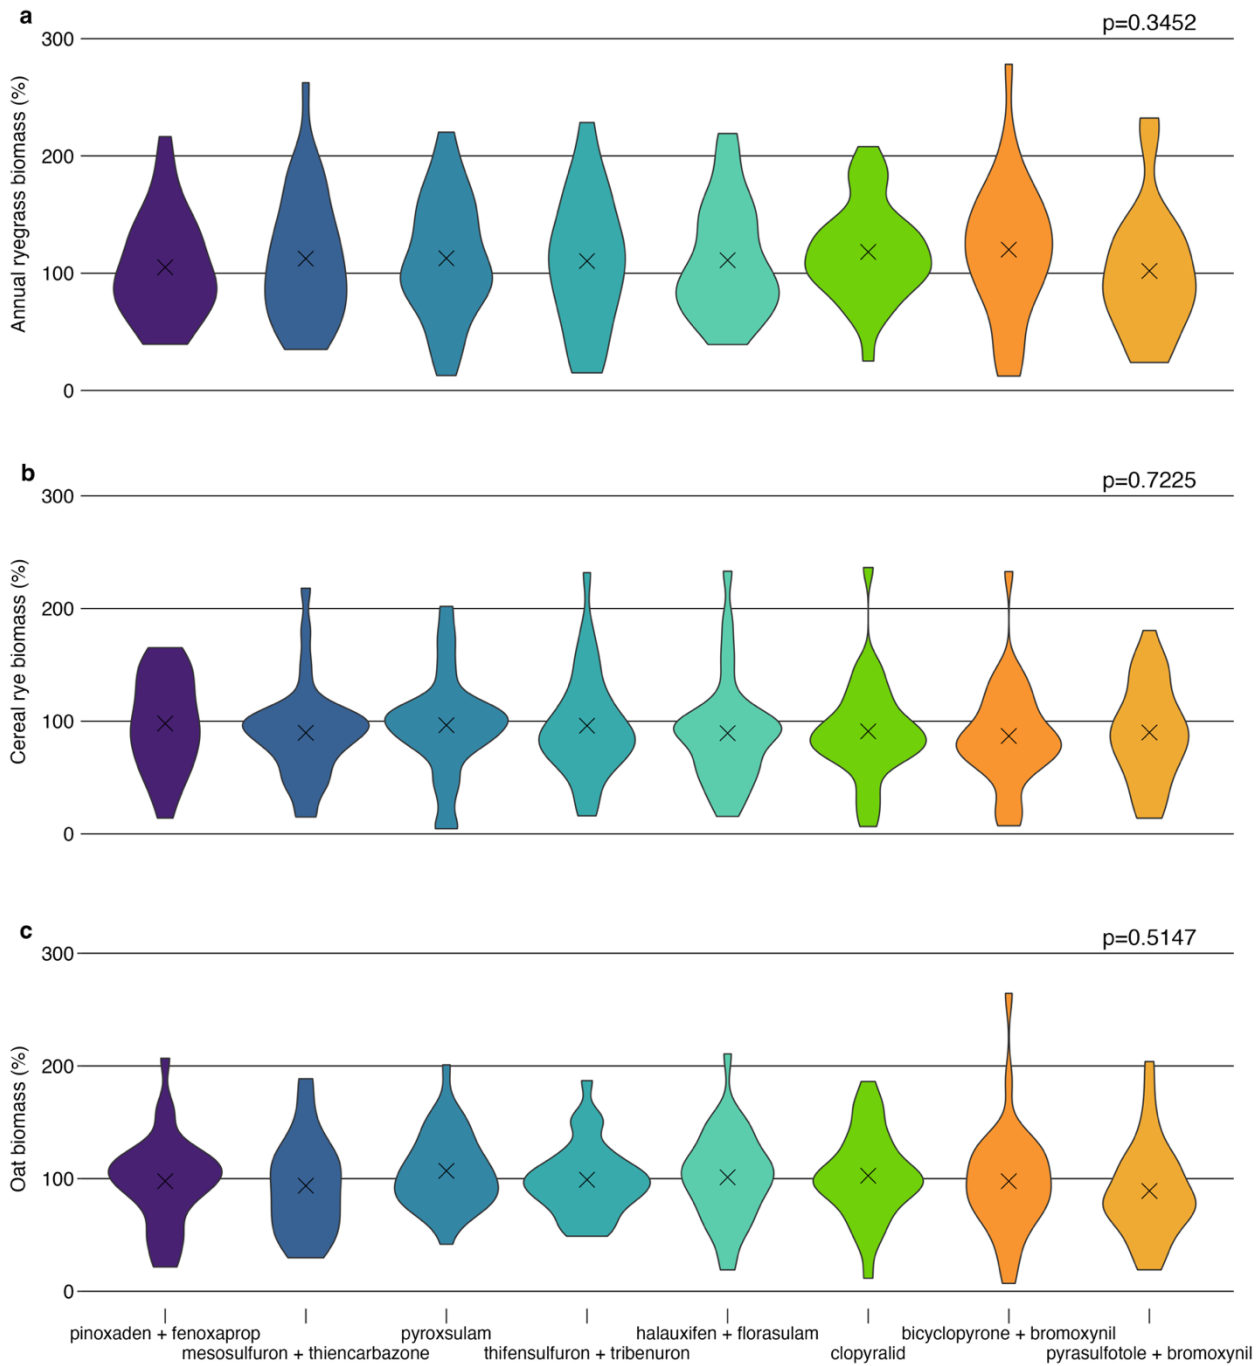 a
p=0.3452
300
200
100
0
Annual ryegrass biomass (%)
b
p=0.7225
300
200
100
0
Cereal rye biomass (%)
c
p=0.5147
300
200
100
0
Oat biomass (%)
pinoxaden + fenoxaprop
mesosulfuron + thiencarbazone
pyroxsulam
thifensulfuron + tribenuron
halauxifen + florasulam
clopyralid
bicyclopyrone + bromoxynil
pyrasulfotole + bromoxynil